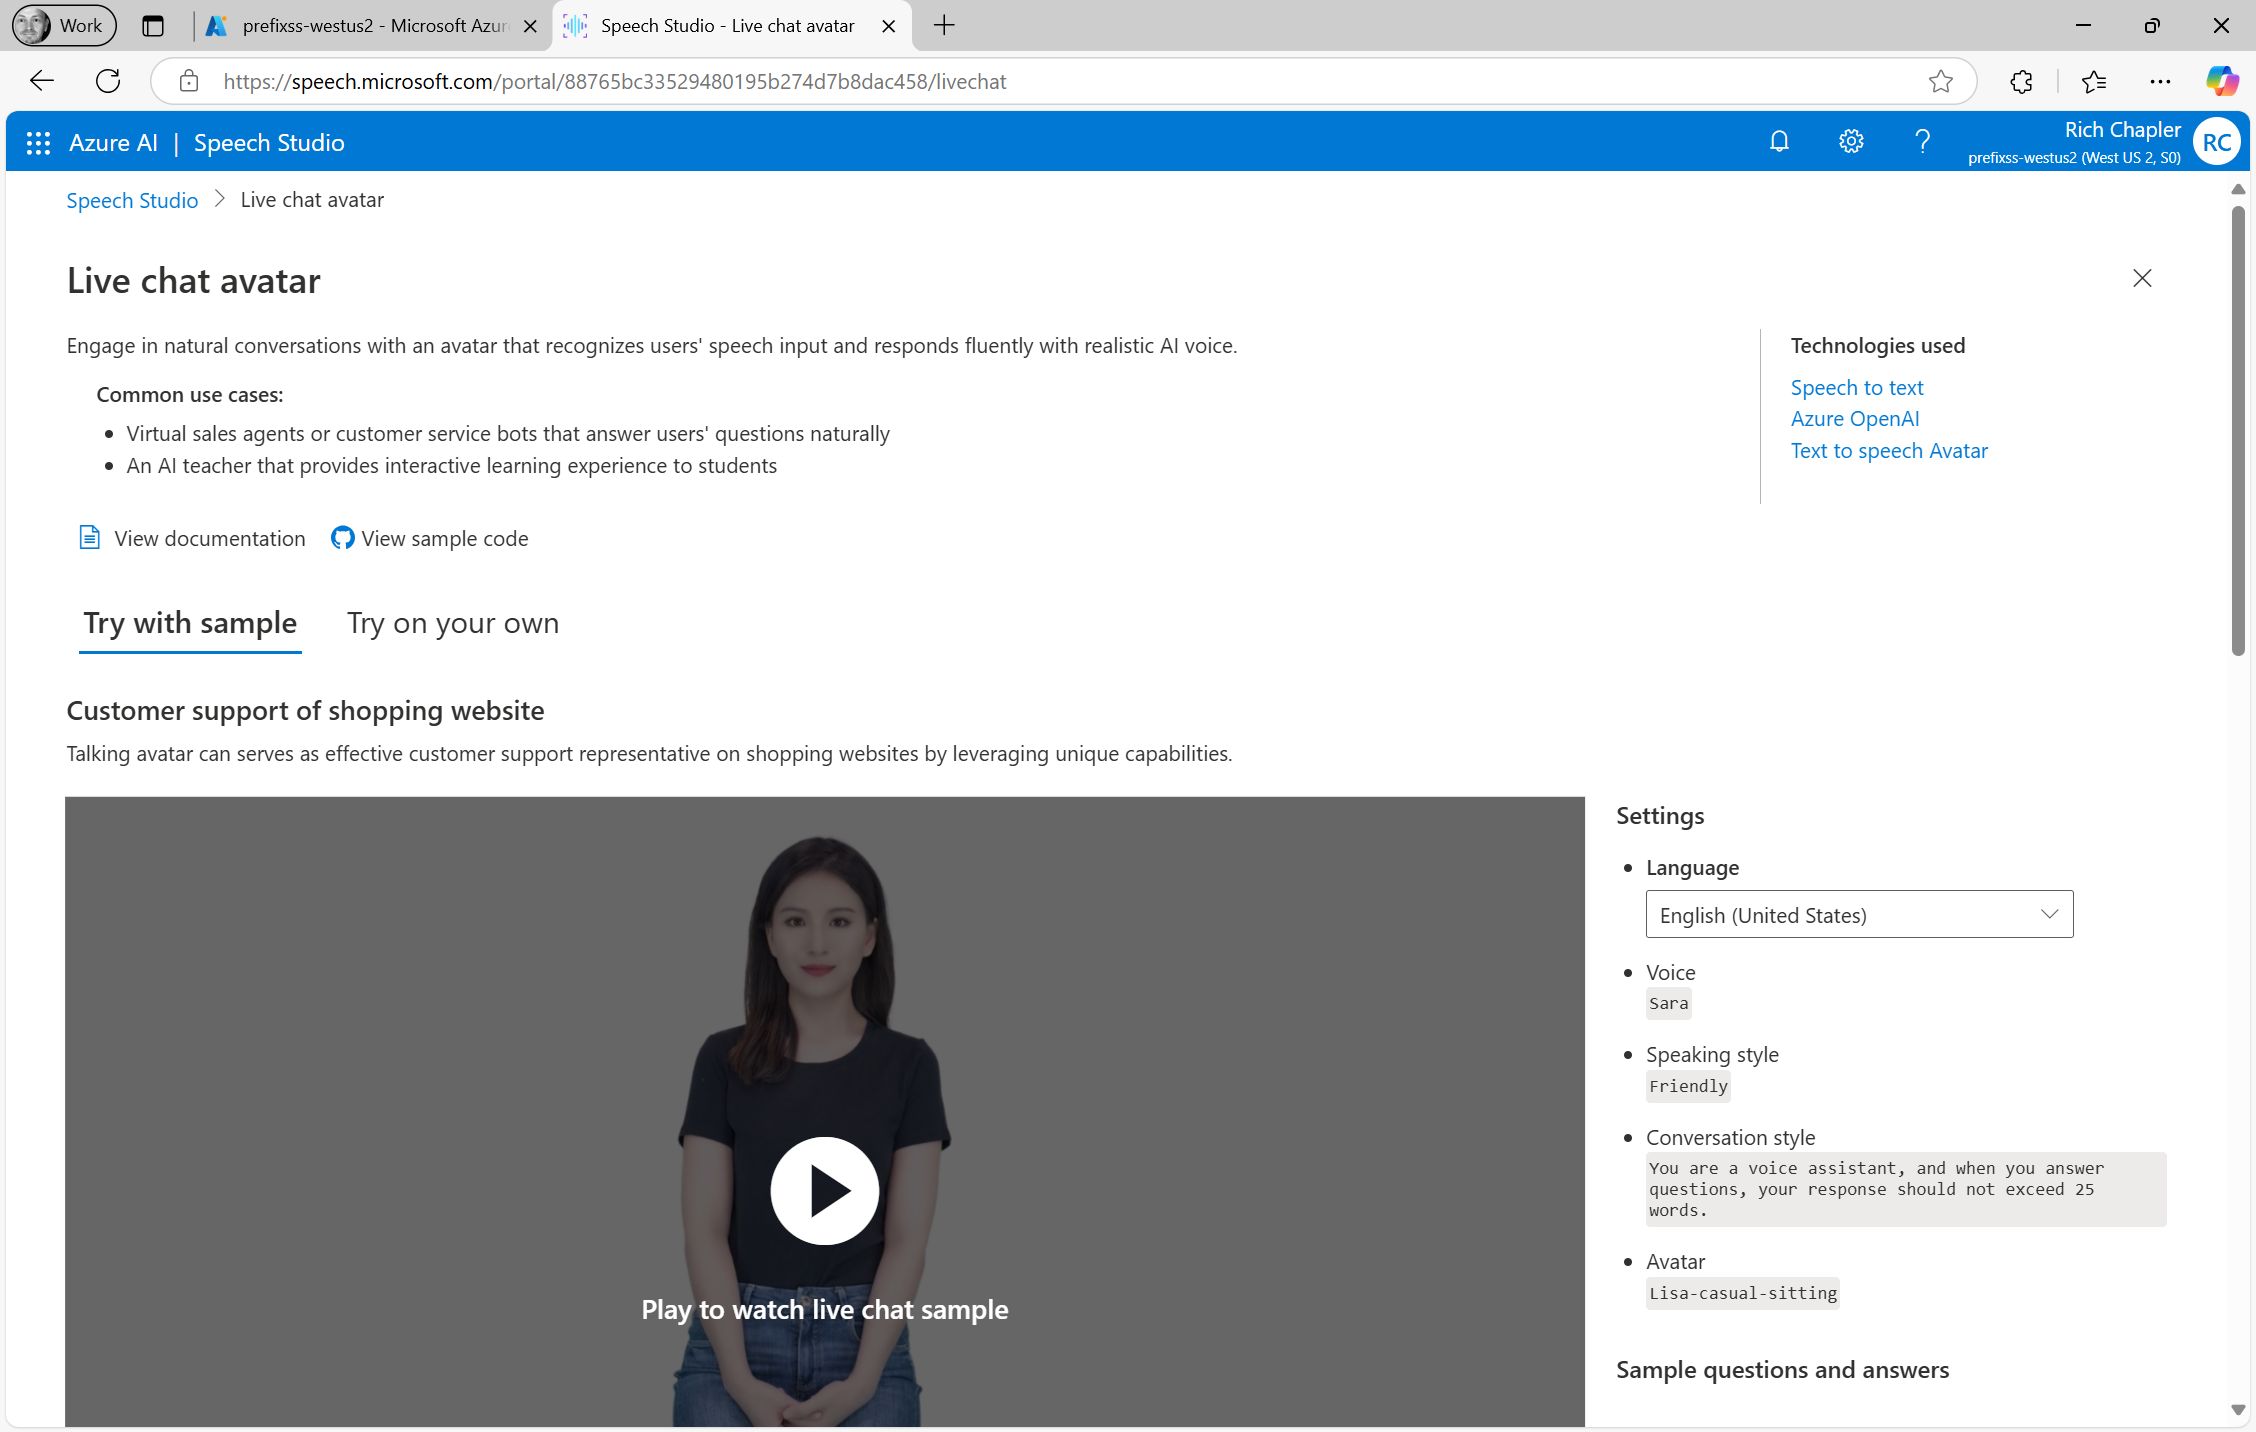 Work
prefixss-westus2 - Microsoft Azur
Speech Studio - Live chat avatar
https://speech.microsoft.com/portal/88765bc33529480195b274d7b8dac458/livechat
Azure AI | Speech Studio
Rich Chapler
prefixss-westus2 (West US 2, S0)
RC
Speech Studio > Live chat avatar
Live chat avatar
Engage in natural conversations with an avatar that recognizes users' speech input and responds fluently with realistic AI voice.
Common use cases:
• Virtual sales agents or customer service bots that answer users' questions naturally
• An AI teacher that provides interactive learning experience to students
Technologies used
Speech to text
Azure OpenAI
Text to speech Avatar
View documentation
View sample code
Try with sample
Try on your own
Customer support of shopping website
Talking avatar can serves as effective customer support representative on shopping websites by leveraging unique capabilities.
Play to watch live chat sample
Settings
• Language
English (United States)
• Voice
Sara
• Speaking style
Friendly
• Conversation style
You are a voice assistant, and when you answer
questions, your response should not exceed 25
words.
• Avatar
Lisa-casual-sitting
Sample questions and answers